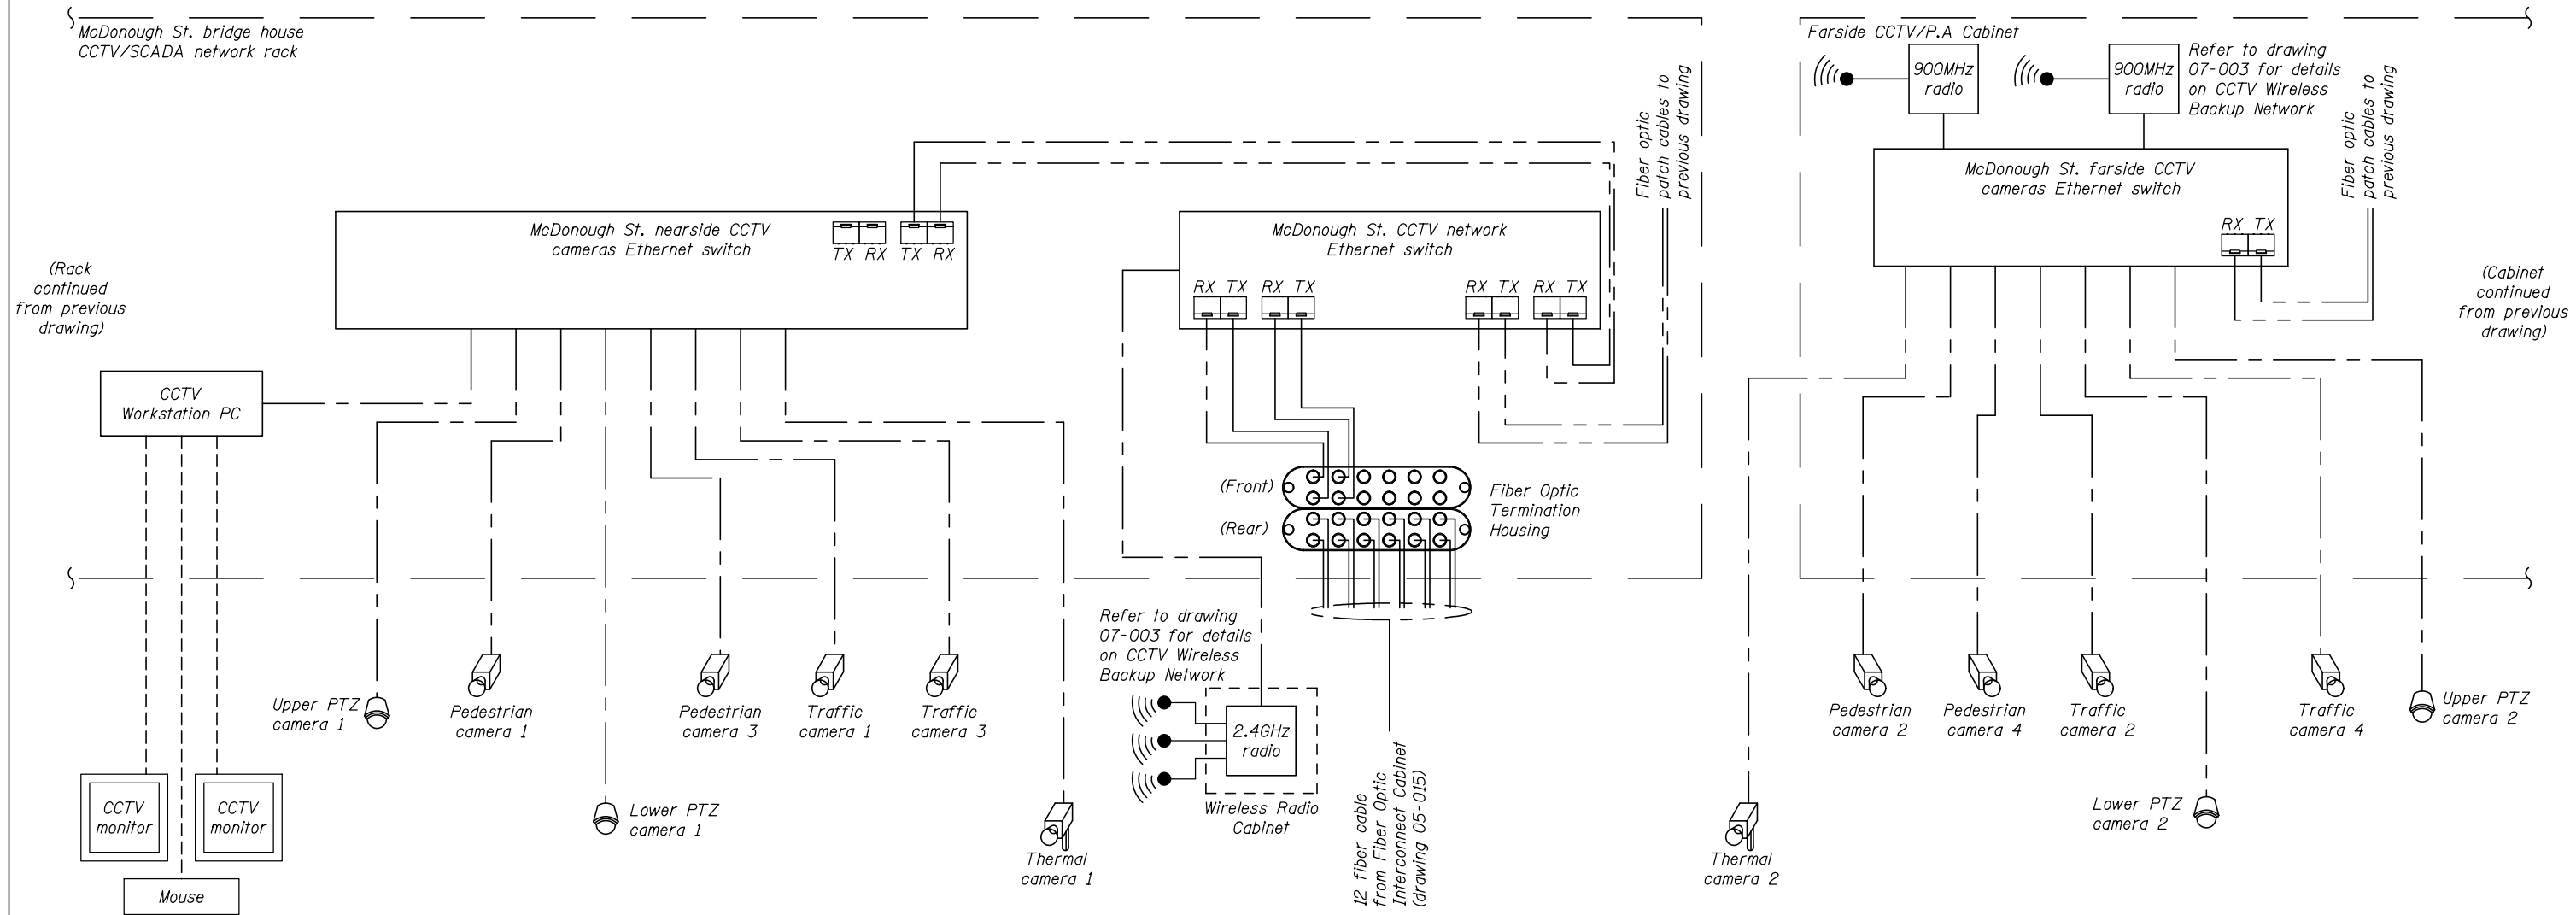 McDonough St. bridge house
CCTV/SCADA network rack
(Rack
continued
from previous
drawing)
McDonough St. nearside CCTV
cameras Ethernet switch
TX RX TX RX
CCTV
Workstation PC
CCTV
monitor
CCTV
monitor
Mouse
Upper PTZ
camera 1
Pedestrian
camera 1
Lower PTZ
camera 1
Pedestrian
camera 3
Traffic
camera 1
Traffic
camera 3
Thermal
camera 1
McDonough St. CCTV network
Ethernet switch
RX TX RX TX RX TX RX TX
Fiber optic
patch cables to
previous drawing
(Front)
(Rear)
Fiber Optic
Termination
Housing
Refer to drawing
07-003 for details
on CCTV Wireless
Backup Network
2.4GHz
radio
Wireless Radio
Cabinet
12 fiber cable
from Fiber Optic
Interconnect Cabinet
(drawing 05-015)
Farside CCTV/P.A Cabinet
900MHz
radio
900MHz
radio
Refer to drawing
07-003 for details
on CCTV Wireless
Backup Network
Fiber optic
patch cables to
previous drawing
McDonough St. farside CCTV
cameras Ethernet switch
RX TX
(Cabinet
continued
from previous
drawing)
Thermal
camera 2
Pedestrian
camera 2
Pedestrian
camera 4
Traffic
camera 2
Lower PTZ
camera 2
Traffic
camera 4
Upper PTZ
camera 2